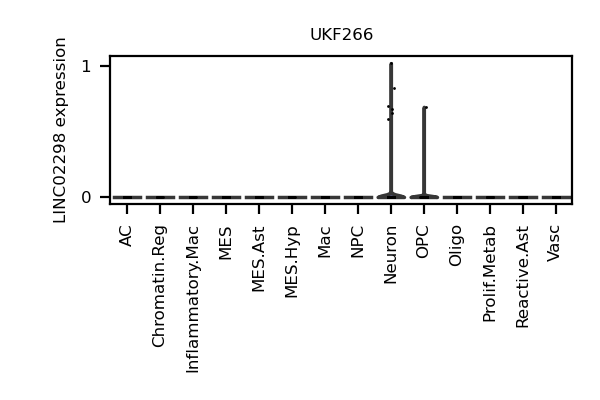 UKF266
LINC02298 expression
1
0
AC
Chromatin.Reg
Inflammatory.Mac
MES
MES.Ast
MES.Hyp
Mac
NPC
Neuron
OPC
Oligo
Prolif.Metab
Reactive.Ast
Vasc